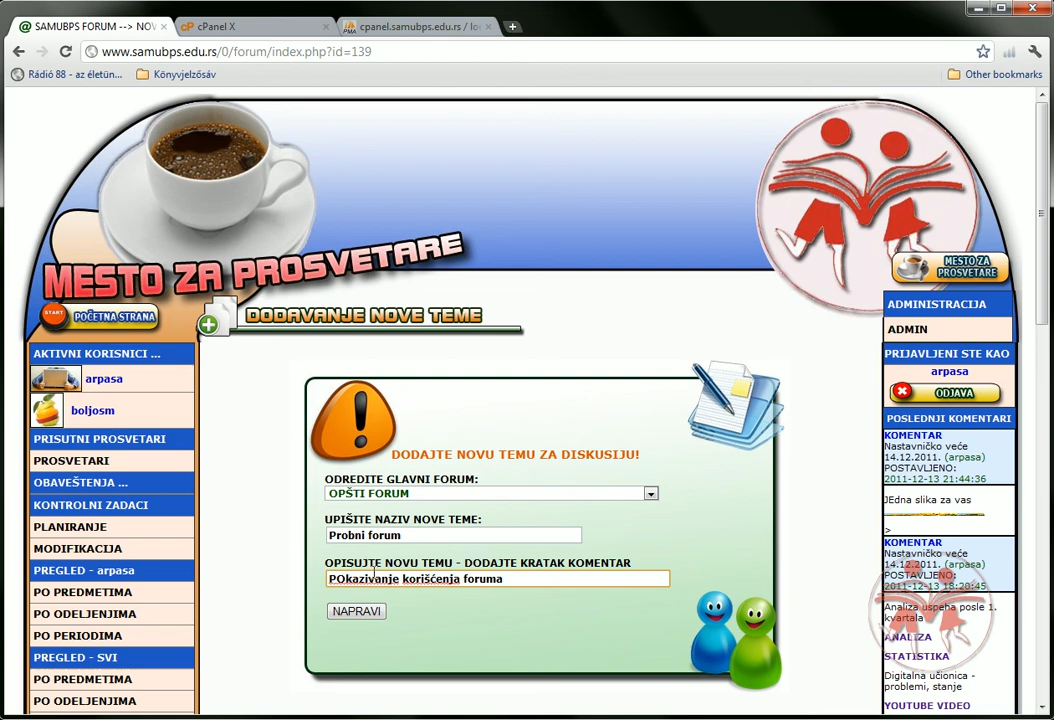 SAMUBPS FORUM --> NOV
cPanel X
cpanel.samubps.edu.rs / lo
www.samubps.edu.rs/0/forum/index.php?id=139
Rádió 88 - az életün...
Könyvjelzősáv
Other bookmarks
MESTO ZA PROSVETARE
MESTO ZA
PROSVETARE
START
POČETNA STRANA
DODAVANJE NOVE TEME
AKTIVNI KORISNICI ...
arpasa
boljosm
PRISUTNI PROSVETARI
PROSVETARI
OBAVEŠTENJA ...
KONTROLNI ZADACI
PLANIRANJE
MODIFIKACIJA
PREGLED - arpasa
PO PREDMETIMA
PO ODELJENJIMA
PO PERIODIMA
PREGLED - SVI
PO PREDMETIMA
PO ODELJENJIMA
DODAJTE NOVU TEMU ZA DISKUSIJU!
ODREDITE GLAVNI FORUM:
OPŠTI FORUM
UPIŠITE NAZIV NOVE TEME:
Probni forum
OPISUJTE NOVU TEMU - DODAJTE KRATAK KOMENTAR
POkazivanje korišćenja foruma
NAPRAVI
ADMINISTRACIJA
ADMIN
PRIJAVLJENI STE KAO
arpasa
ODJAVA
POSLEDNJI KOMENTARI
KOMENTAR
Nastavničko veće
14.12.2011. (arpasa)
POSTAVLJENO:
2011-12-13 21:44:36
JEdna slika za vas
>
KOMENTAR
Nastavničko veće
14.12.2011. (arpasa)
POSTAVLJENO:
2011-12-13 18:20:45
Analiza uspeha posle 1.
kvartala
ANALIZA
STATISTIKA
Digitalna učionica -
problemi, stanje
YOUTUBE VIDEO